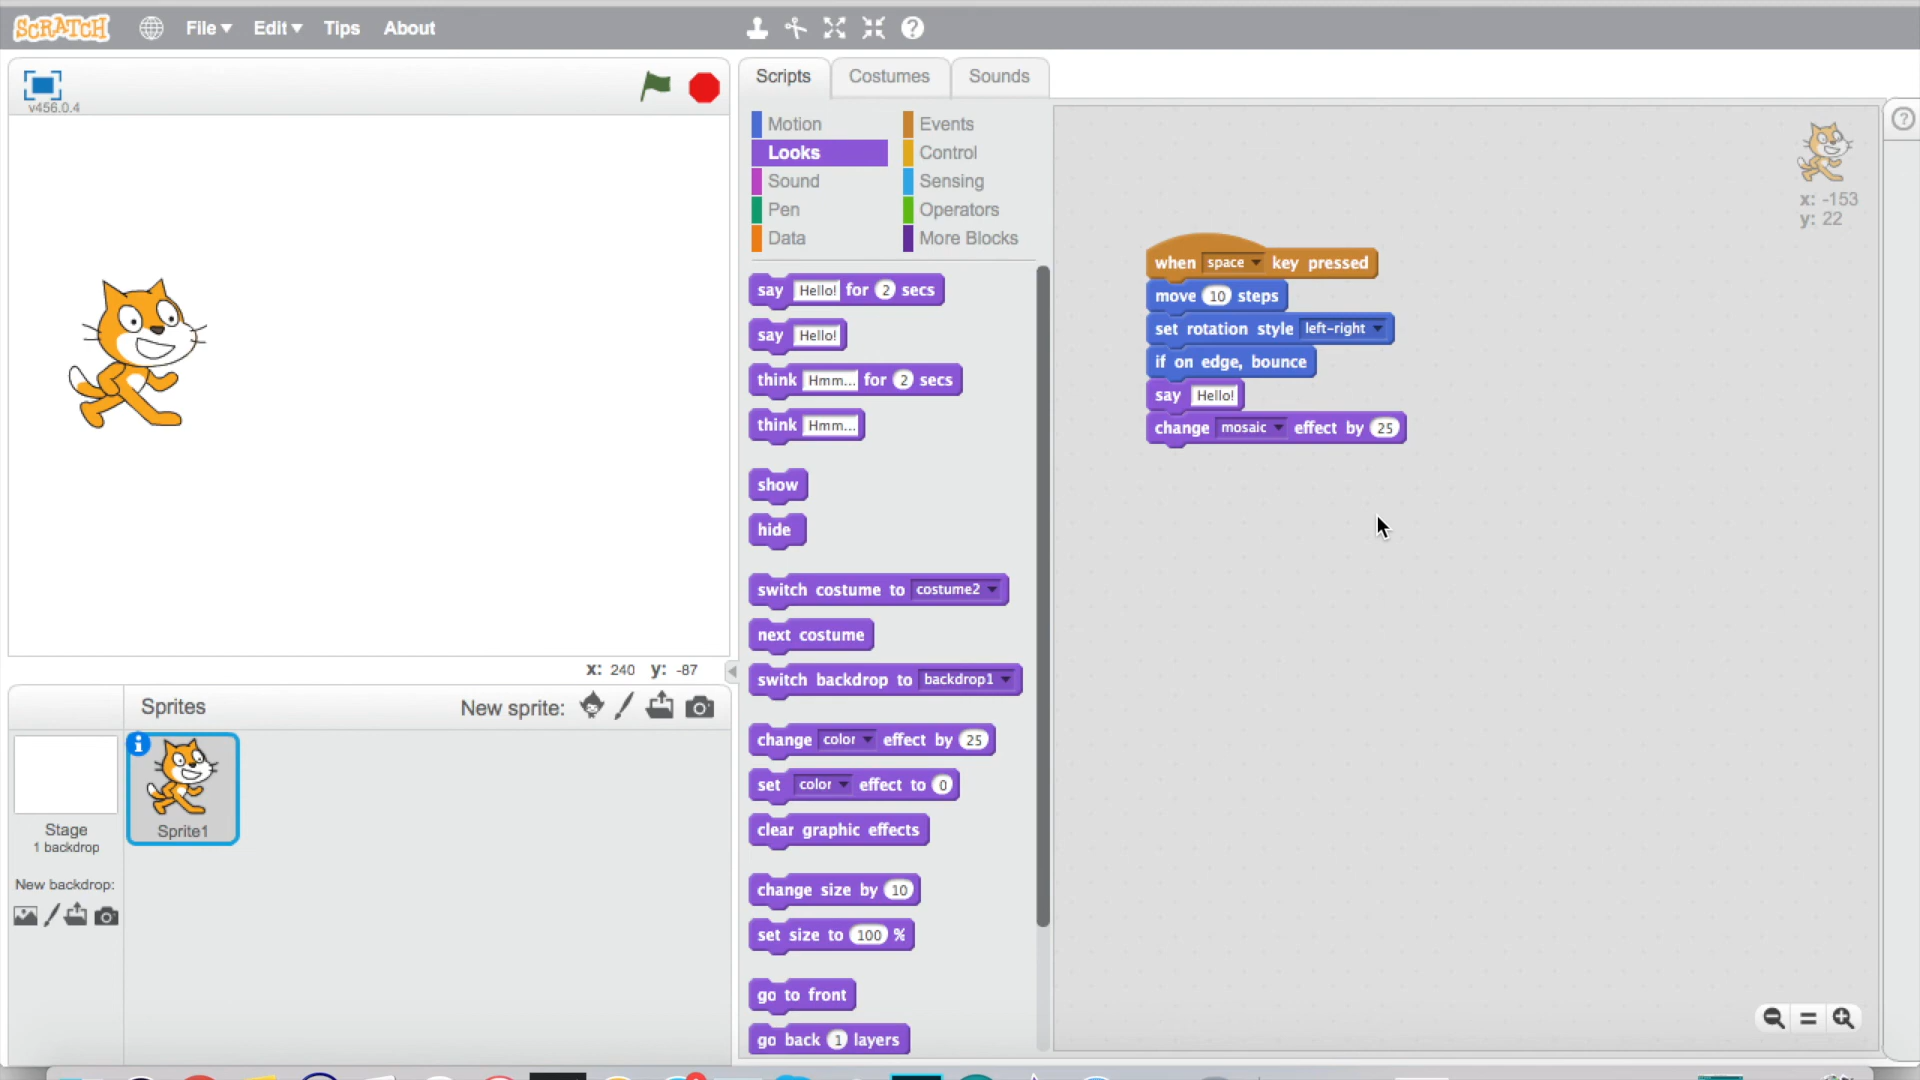 SCRATCH File Edit Tips About
v456.0.4
Scripts Costumes Sounds
Motion Events
Looks Control
Sound Sensing
Pen Operators
Data More Blocks
say Hello! for 2 secs
say Hello!
think Hmm... for 2 secs
think Hmm...
show
hide
switch costume to costume2
next costume
switch backdrop to backdrop1
change color effect by 25
set color effect to 0
clear graphic effects
change size by 10
set size to 100 %
go to front
go back 1 layers
when space key pressed
move 10 steps
set rotation style left-right
if on edge, bounce
say Hello!
change mosaic effect by 25
x: -153
y: 22
x: 240 y: -87
Sprites New sprite:
Sprite1
Stage
1 backdrop
New backdrop: